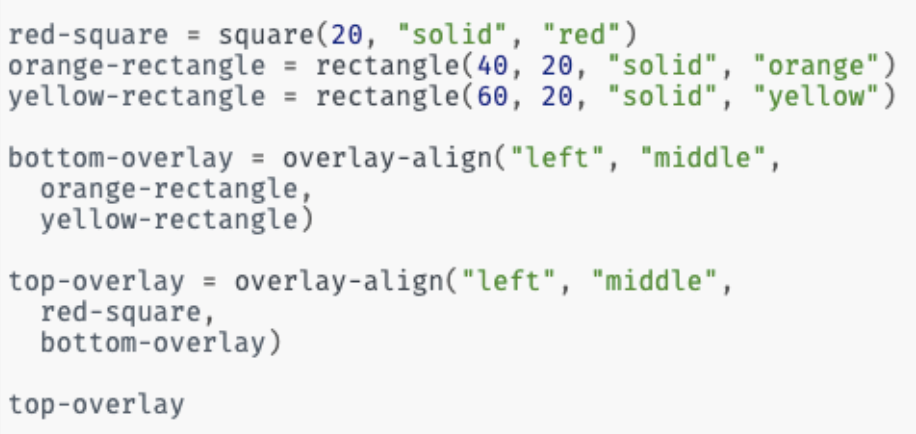 red-square = square(20, "solid", "red")
orange-rectangle = rectangle(40, 20, "solid", "orange")
yellow-rectangle = rectangle(60, 20, "solid", "yellow")

bottom-overlay = overlay-align("left", "middle",
  orange-rectangle,
  yellow-rectangle)

top-overlay = overlay-align("left", "middle",
  red-square,
  bottom-overlay)

top-overlay